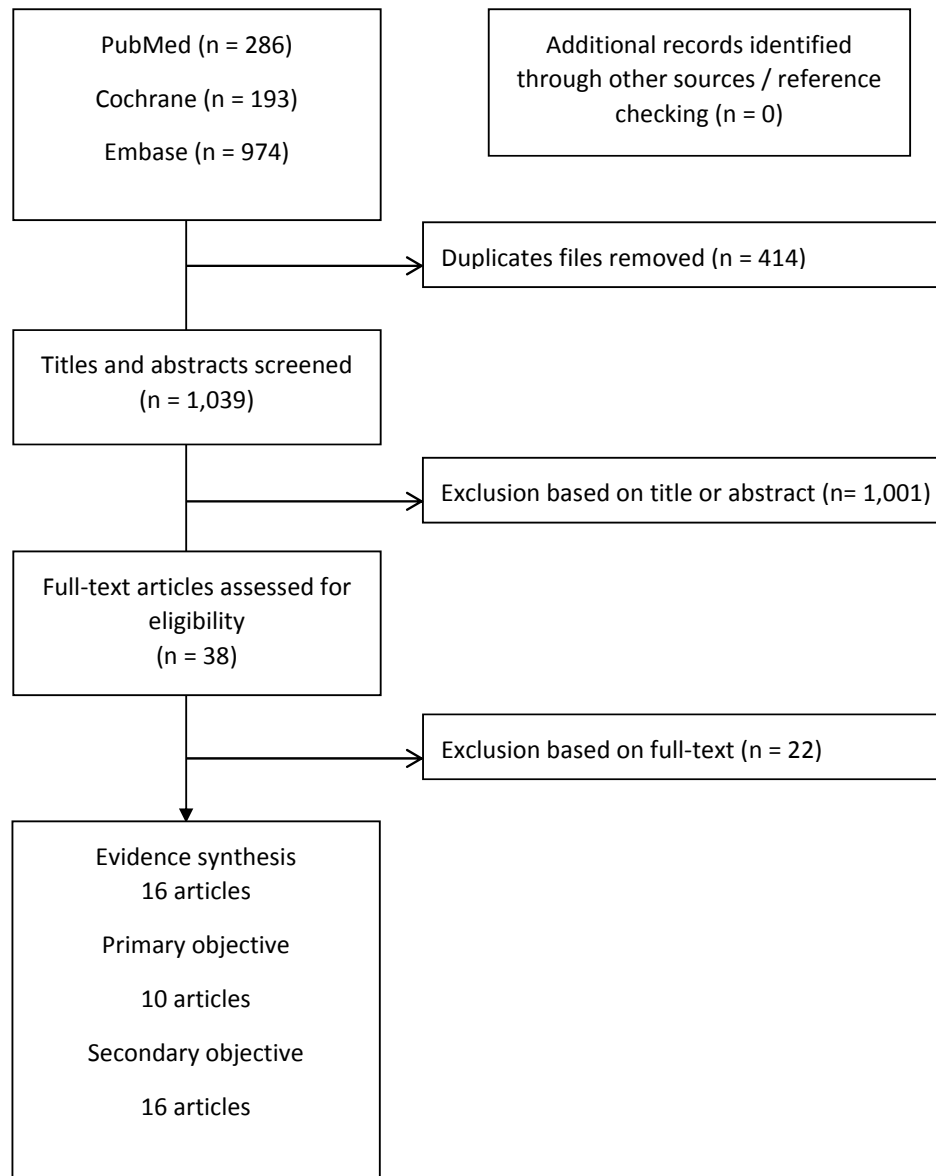 PubMed (n = 286)
Cochrane (n = 193)
Embase (n = 974)
Additional records identified
through other sources / reference
checking (n = 0)
Duplicates files removed (n = 414)
Titles and abstracts screened
(n = 1,039)
Exclusion based on title or abstract (n= 1,001)
Full-text articles assessed for
eligibility
(n = 38)
Exclusion based on full-text (n = 22)
Evidence synthesis
16 articles
Primary objective
10 articles
Secondary objective
16 articles